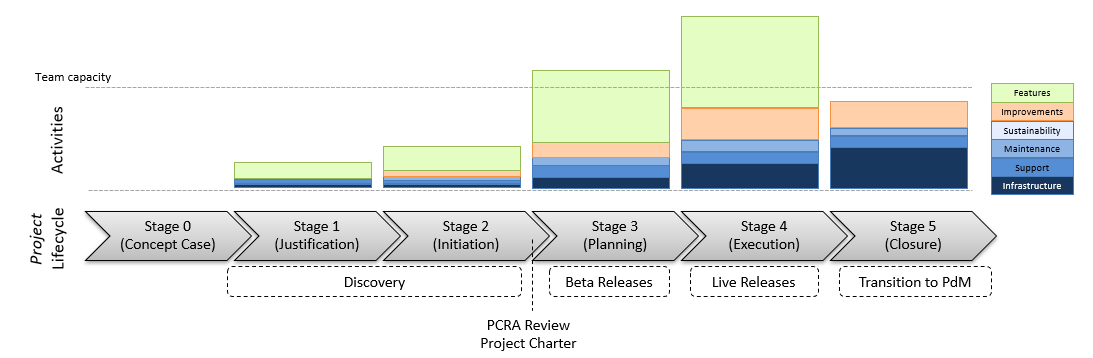 Team capacity
Activities
Features
Improvements
Sustainability
Maintenance
Support
Infrastructure
Project
Lifecycle
Stage 0
(Concept Case)
Stage 1
(Justification)
Stage 2
(Initiation)
Stage 3
(Planning)
Stage 4
(Execution)
Stage 5
(Closure)
Discovery
Beta Releases
Live Releases
Transition to PdM
PCRA Review
Project Charter